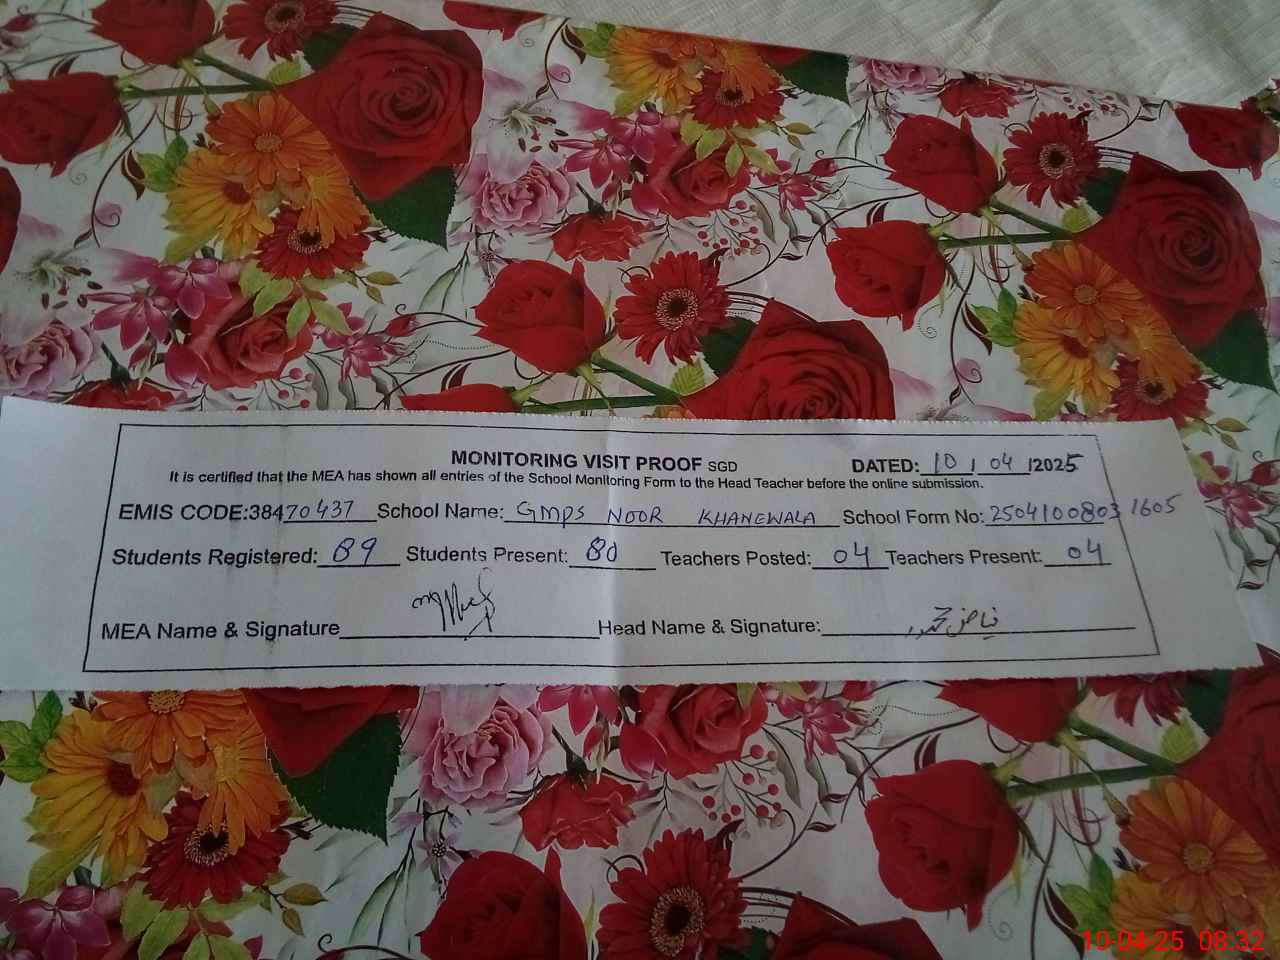 MONITORING VISIT PROOF SGD DATED: 10 / 04 /2025
It is certified that the MEA has shown all entries of the School Monitoring Form to the Head Teacher before the online submission.
EMIS CODE:38470437 School Name: GMPS NOOR KHANEWALA School Form No: 25041008031605
Students Registered: 89 Students Present: 80 Teachers Posted: 04 Teachers Present: 04
MEA Name & Signature Head Name & Signature:
10-04-25 08:32